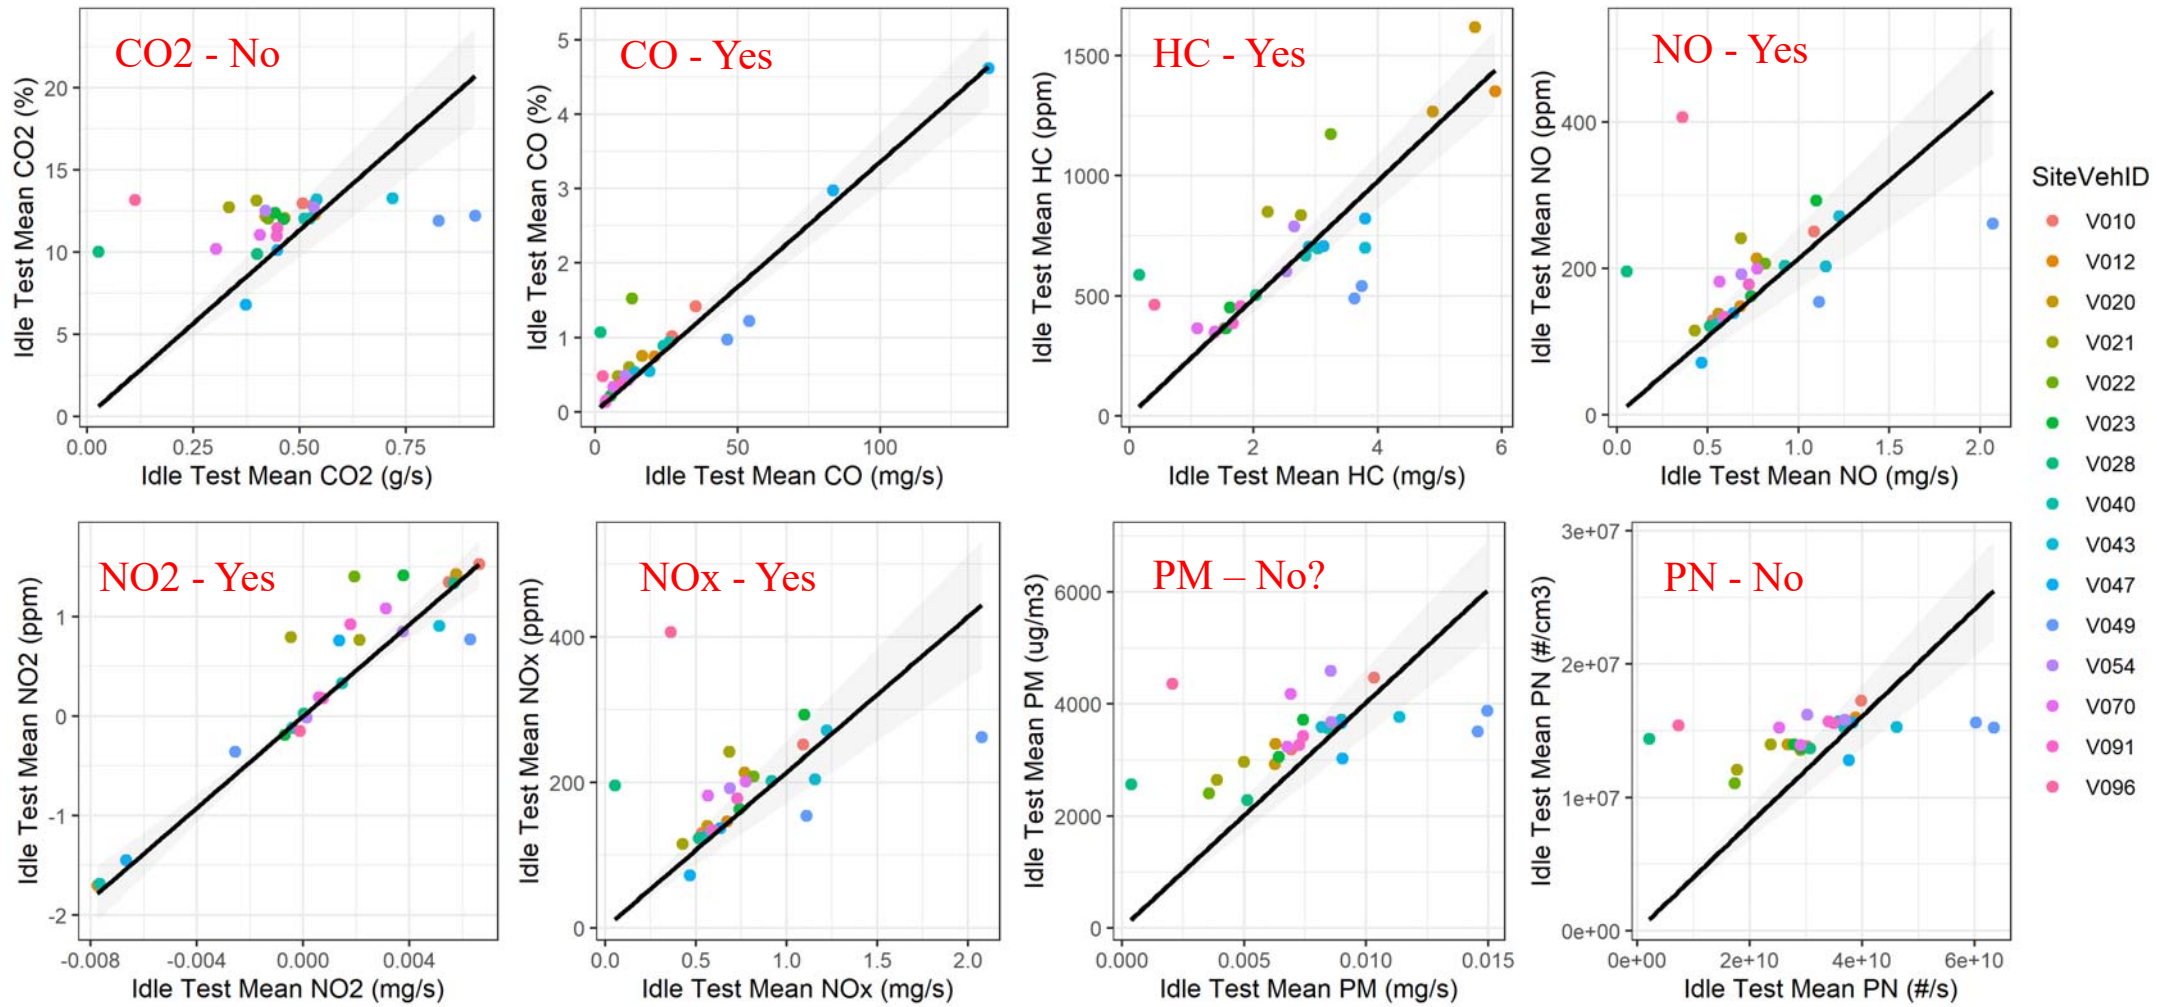 CO2 - No
20
15
10
5
0
0.00
0.25
0.50
0.75
Idle Test Mean CO2 (g/s)
Idle Test Mean CO2 (%)
CO - Yes
5
4
3
2
1
0
0
50
100
Idle Test Mean CO (mg/s)
Idle Test Mean CO (%)
HC - Yes
1500
1000
500
0
0
2
4
6
Idle Test Mean HC (mg/s)
Idle Test Mean HC (ppm)
NO - Yes
400
200
0
0.0
0.5
1.0
1.5
2.0
Idle Test Mean NO (mg/s)
Idle Test Mean NO (ppm)
NO2 - Yes
1
0
-1
-2
-0.008
-0.004
0.000
0.004
Idle Test Mean NO2 (mg/s)
Idle Test Mean NO2 (ppm)
NOx - Yes
400
200
0
0.0
0.5
1.0
1.5
2.0
Idle Test Mean NOx (mg/s)
Idle Test Mean NOx (ppm)
PM – No?
6000
4000
2000
0
0.000
0.005
0.010
0.015
Idle Test Mean PM (mg/s)
Idle Test Mean PM (ug/m3)
PN - No
3e+07
2e+07
1e+07
0e+00
0e+00
2e+10
4e+10
6e+10
Idle Test Mean PN (#/s)
Idle Test Mean PN (#/cm3)
SiteVehID
V010
V012
V020
V021
V022
V023
V028
V040
V043
V047
V049
V054
V070
V091
V096